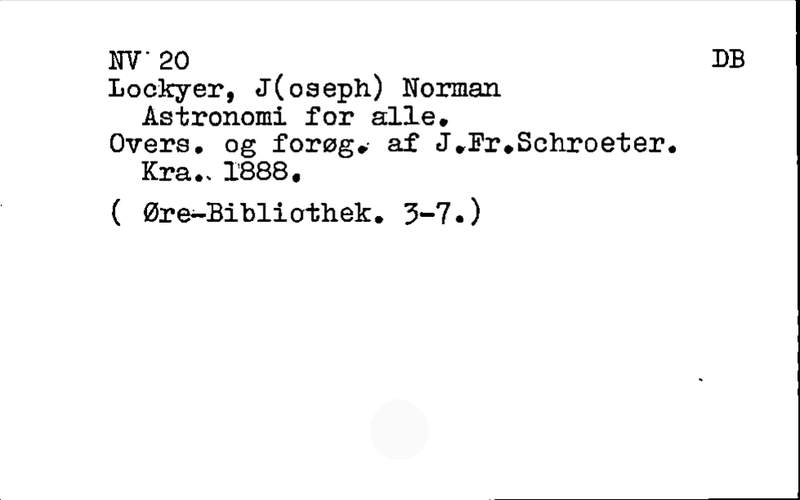 NV 20 DB
Lockyer, J(oseph) Norman
Astronomi for alle.
Overs. og forøg. af J.Fr.Schroeter.
Kra.. 1888.
( Øre-Bibliothek. 3-7.)